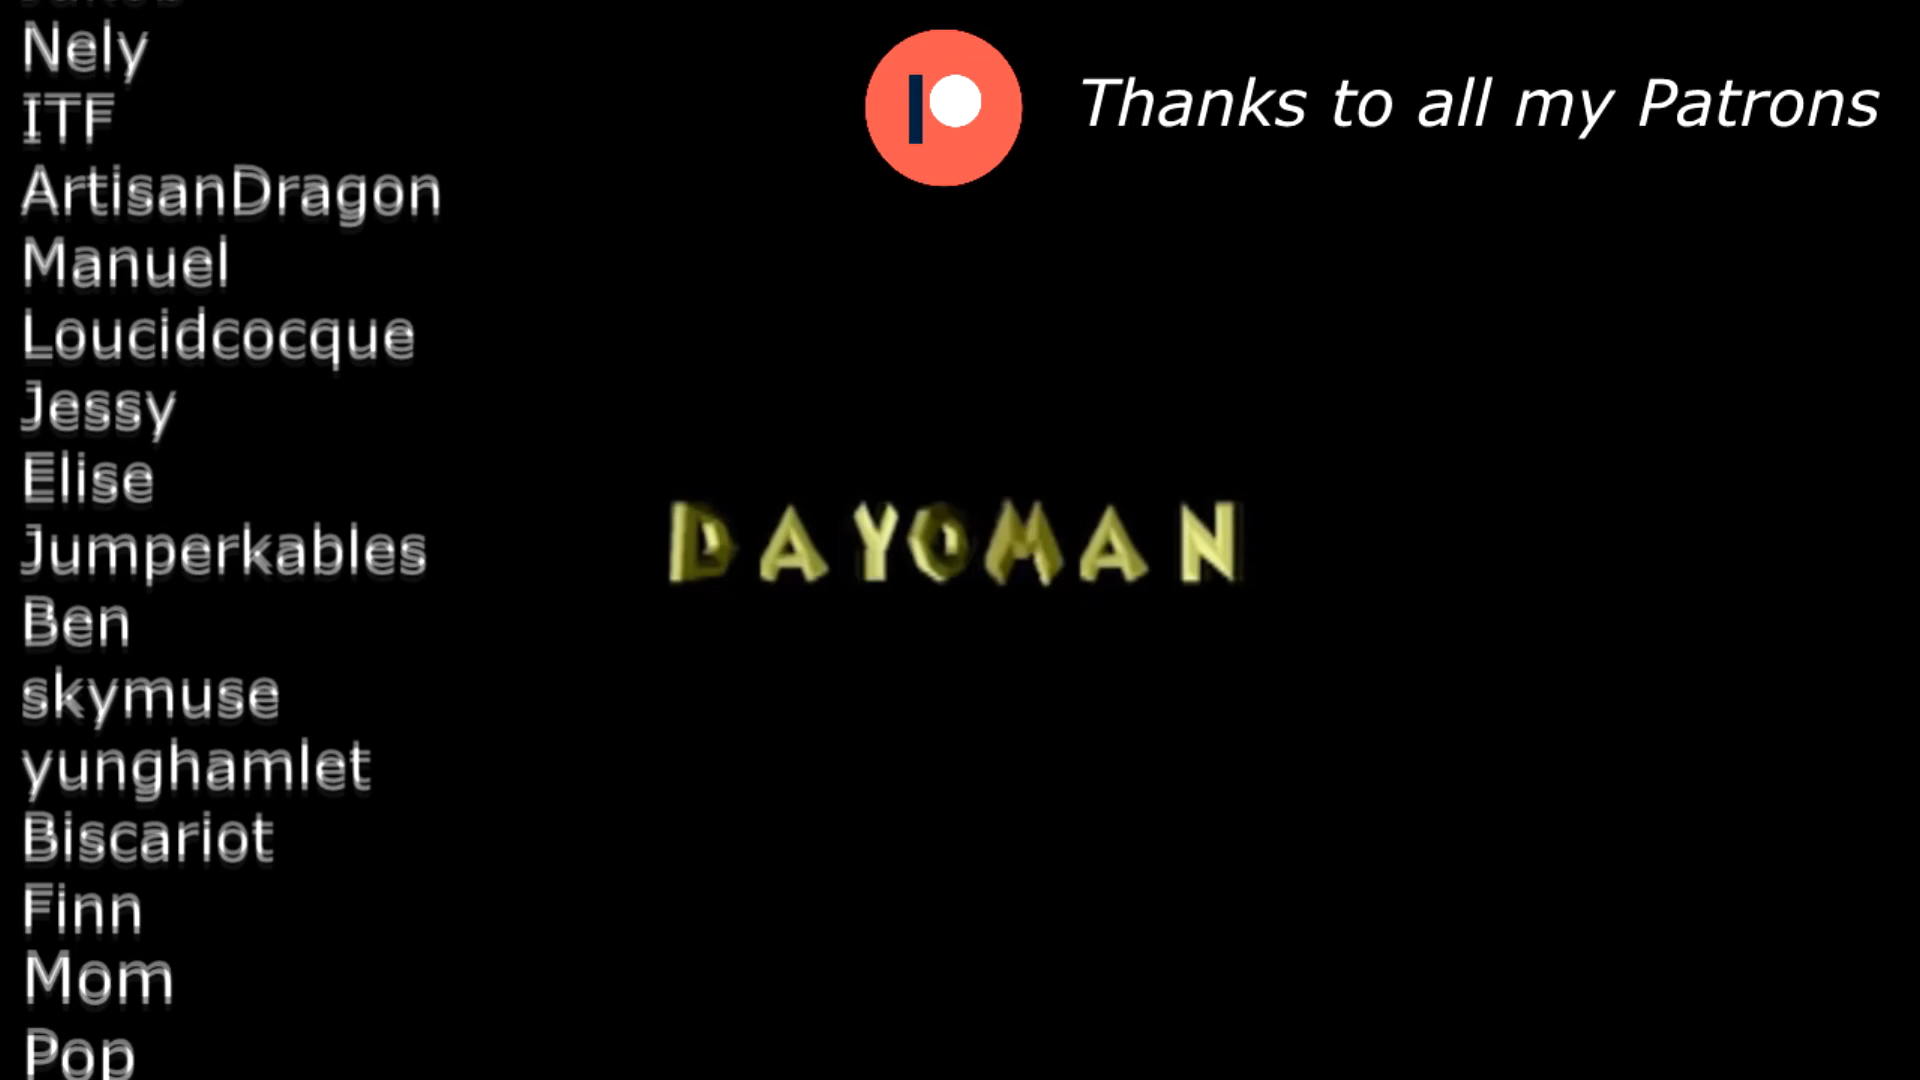 Nely
ITF
ArtisanDragon
Manuel
Loucidcocque
Jessy
Elise
Jumperkables
Ben
skymuse
yunghamlet
Biscariot
Finn
Mom
Pop
Thanks to all my Patrons
DAYOMAN